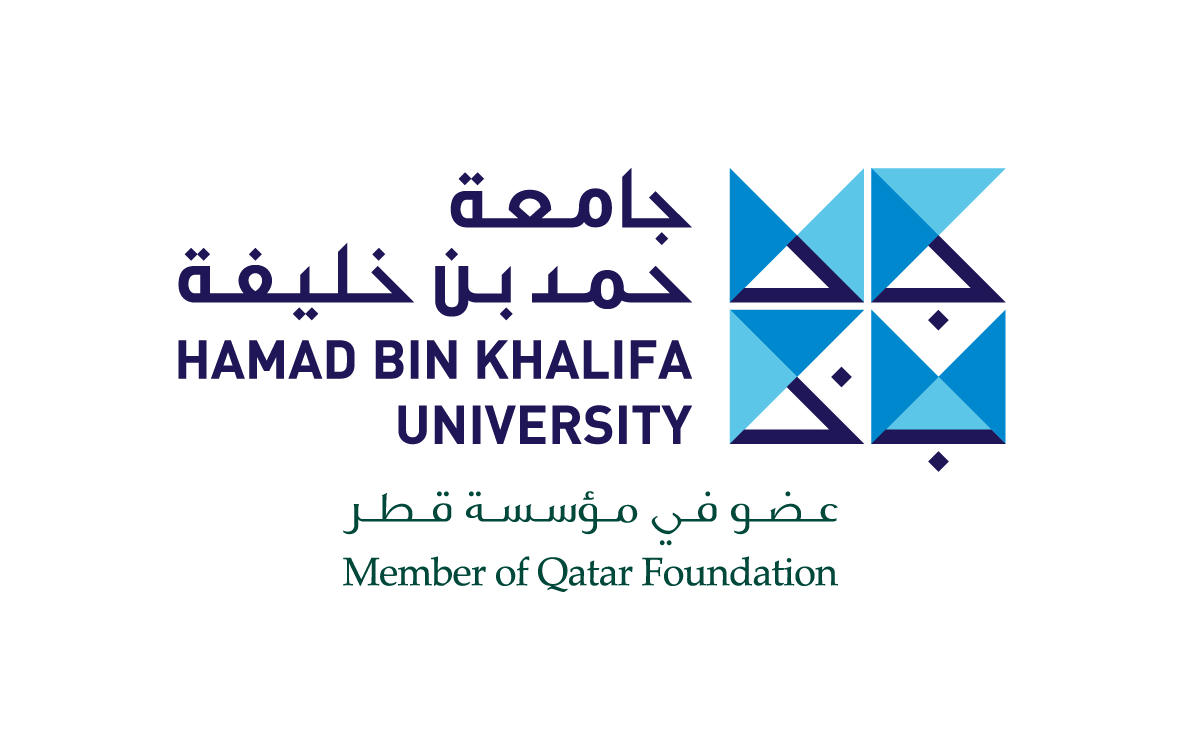 جامعة
حمد بن خليفة
HAMAD BIN KHALIFA
UNIVERSITY
عضو في مؤسسة قطر
Member of Qatar Foundation